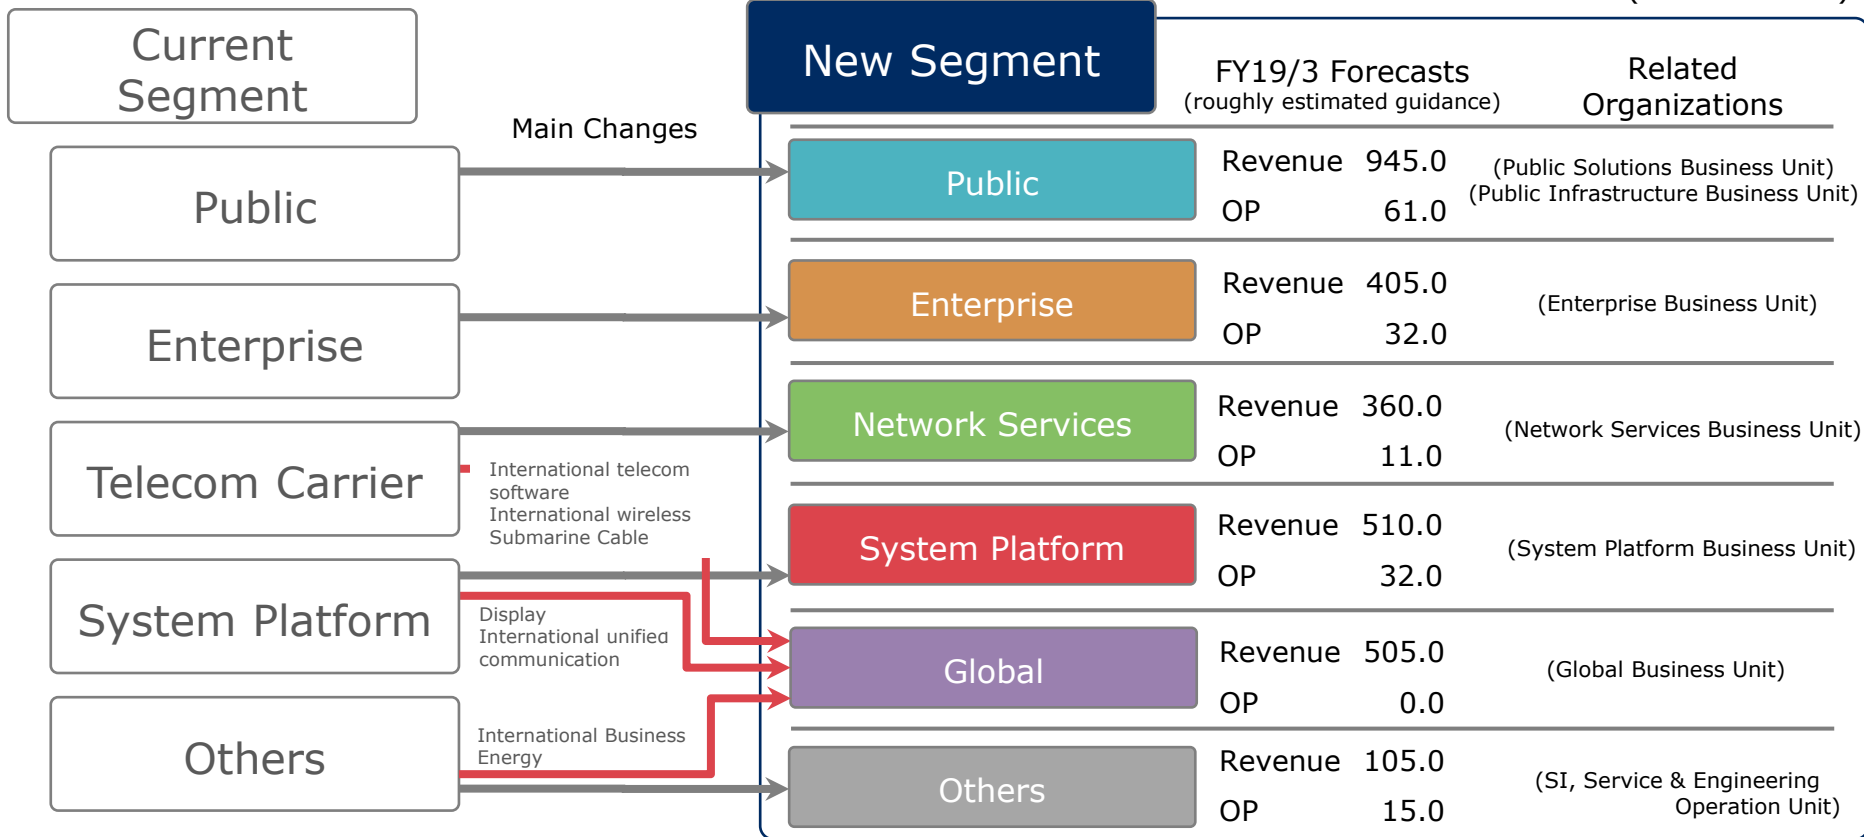 Current
Segment
Main Changes
New Segment
FY19/3 Forecasts
(roughly estimated guidance)
Related
Organizations
Public
Public
Revenue 945.0
OP 61.0
(Public Solutions Business Unit)
(Public Infrastructure Business Unit)
Enterprise
Enterprise
Revenue 405.0
OP 32.0
(Enterprise Business Unit)
Telecom Carrier
International telecom
software
International wireless
Submarine Cable
Network Services
Revenue 360.0
OP 11.0
(Network Services Business Unit)
System Platform
Display
International unified
communication
System Platform
Revenue 510.0
OP 32.0
(System Platform Business Unit)
Global
Revenue 505.0
OP 0.0
(Global Business Unit)
Others
International Business
Energy
Others
Revenue 105.0
OP 15.0
(SI, Service & Engineering
Operation Unit)